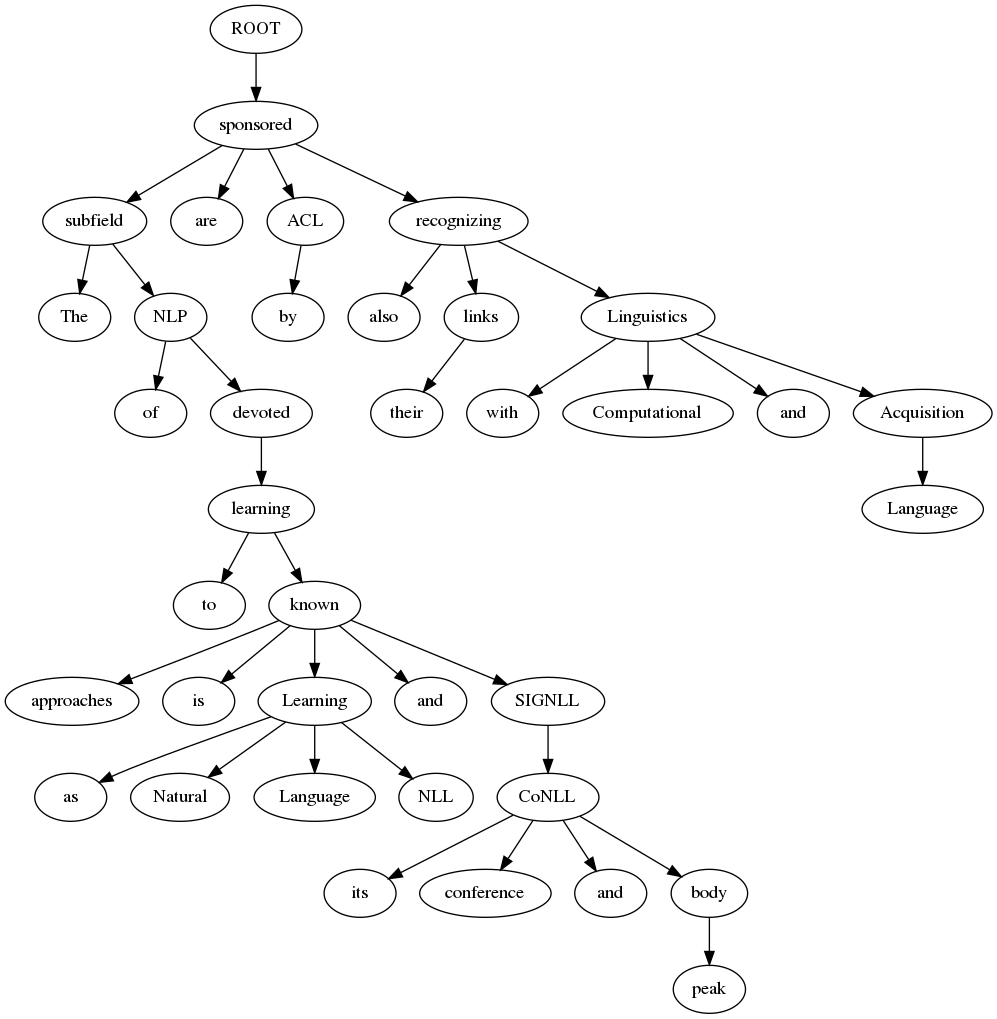 ROOT
sponsored
subfield are ACL recognizing
The NLP by also links Linguistics
of devoted their with Computational and Acquisition
learning Language
to known
approaches is Learning and SIGNLL
as Natural Language NLL CoNLL
its conference and body
peak